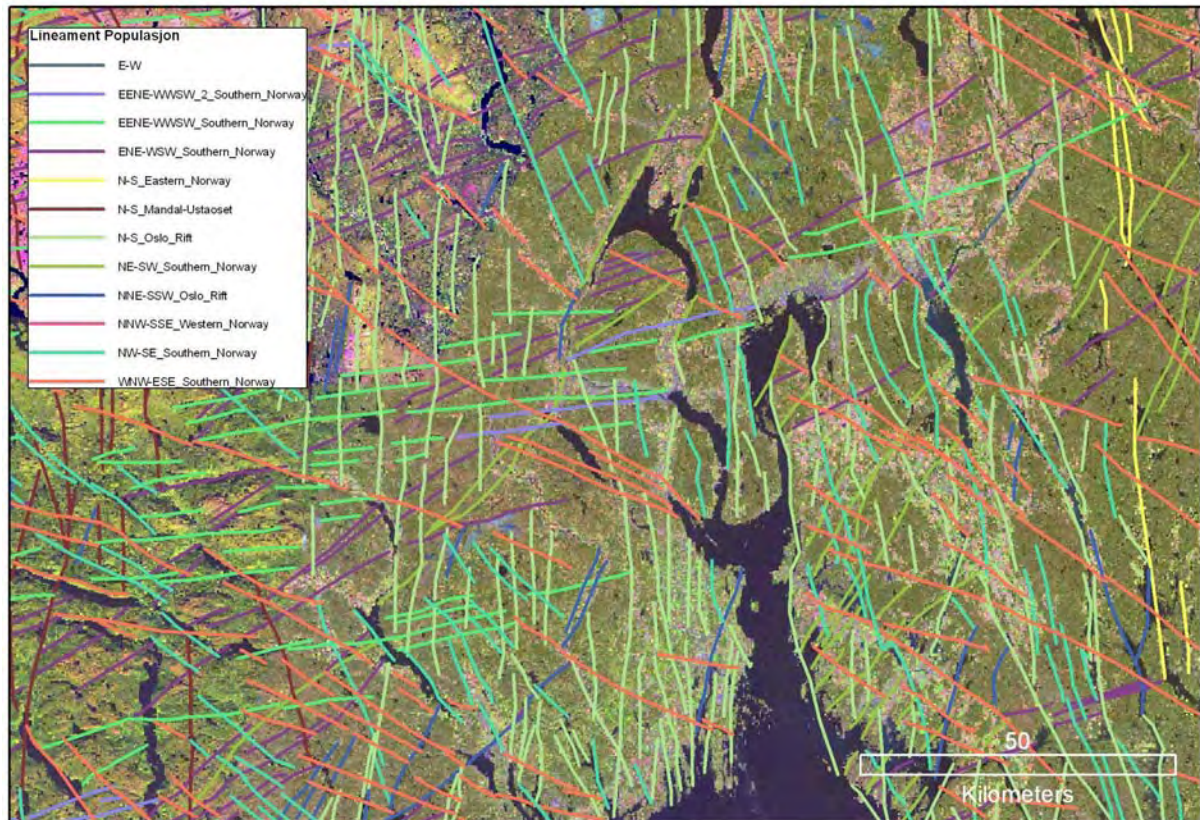 Lineament Populasjon
E-W
EENE-WWSW_2_Southern_Norway
EENE-WWSW_Southern_Norway
ENE-WSW_Southern_Norway
N-S_Eastern_Norway
N-S_Mandal-Ustaoset
N-S_Oslo_Rift
NE-SW_Southern_Norway
NNE-SSW_Oslo_Rift
NNW-SSE_Western_Norway
NW-SE_Southern_Norway
WNW-ESE_Southern_Norway
50
Kilometers